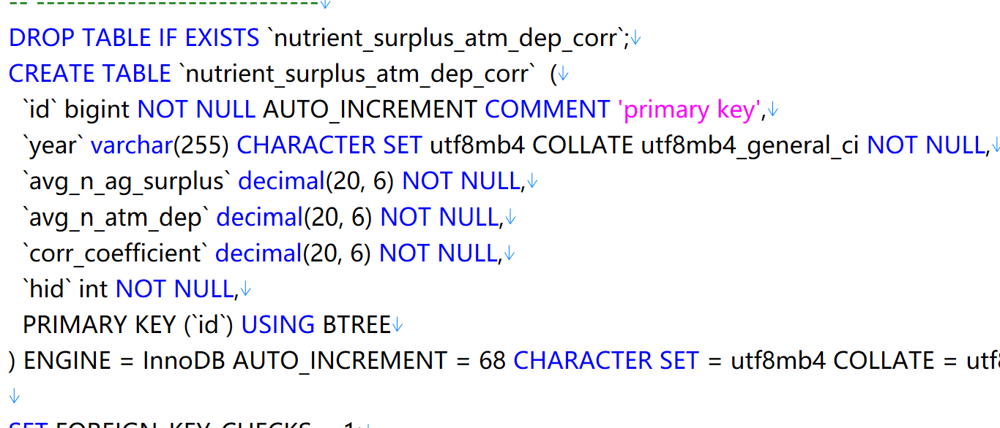 -- ----------------------------
DROP TABLE IF EXISTS `nutrient_surplus_atm_dep_corr`;↓
CREATE TABLE `nutrient_surplus_atm_dep_corr`  (↓
  `id` bigint NOT NULL AUTO_INCREMENT COMMENT 'primary key',↓
  `year` varchar(255) CHARACTER SET utf8mb4 COLLATE utf8mb4_general_ci NOT NULL,↓
  `avg_n_ag_surplus` decimal(20, 6) NOT NULL,↓
  `avg_n_atm_dep` decimal(20, 6) NOT NULL,↓
  `corr_coefficient` decimal(20, 6) NOT NULL,↓
  `hid` int NOT NULL,↓
  PRIMARY KEY (`id`) USING BTREE↓
) ENGINE = InnoDB AUTO_INCREMENT = 68 CHARACTER SET = utf8mb4 COLLATE =
↓
SET FOREIGN_KEY_CHECKS = 1;↓